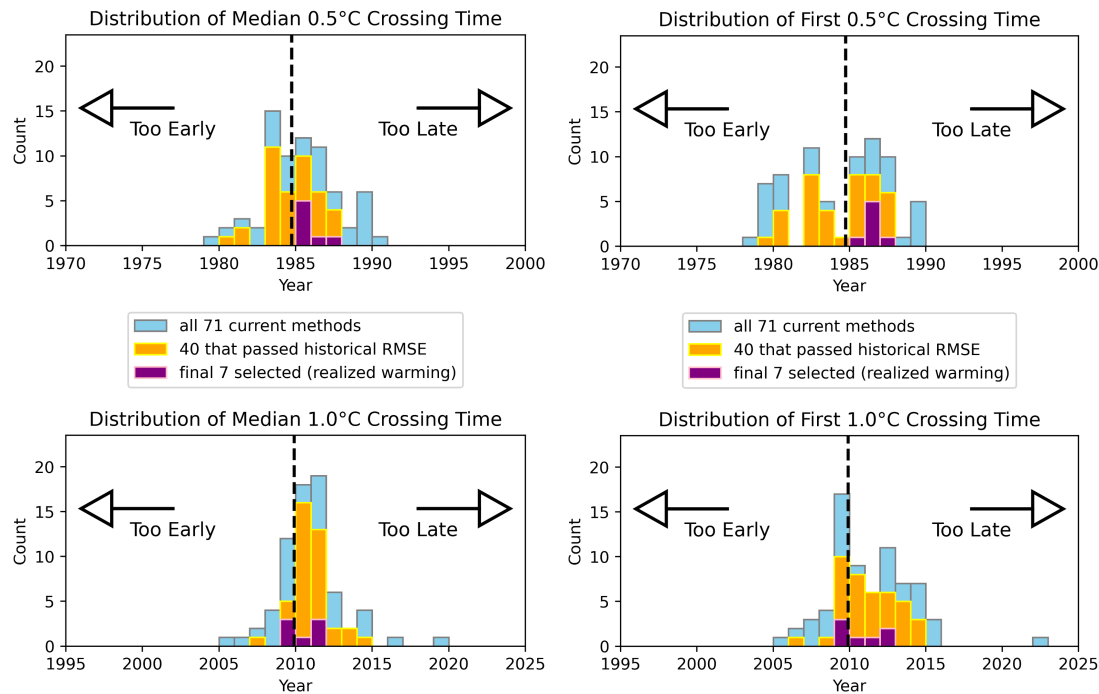 Distribution of Median 0.5°C Crossing Time
Count
20
15
10
5
0
Too Early
Too Late
1970 1975 1980 1985 1990 1995 2000
Year
Distribution of First 0.5°C Crossing Time
Count
20
15
10
5
0
Too Early
Too Late
1970 1975 1980 1985 1990 1995 2000
Year
all 71 current methods
40 that passed historical RMSE
final 7 selected (realized warming)
all 71 current methods
40 that passed historical RMSE
final 7 selected (realized warming)
Distribution of Median 1.0°C Crossing Time
Count
20
15
10
5
0
Too Early
Too Late
1995 2000 2005 2010 2015 2020 2025
Year
Distribution of First 1.0°C Crossing Time
Count
20
15
10
5
0
Too Early
Too Late
1995 2000 2005 2010 2015 2020 2025
Year